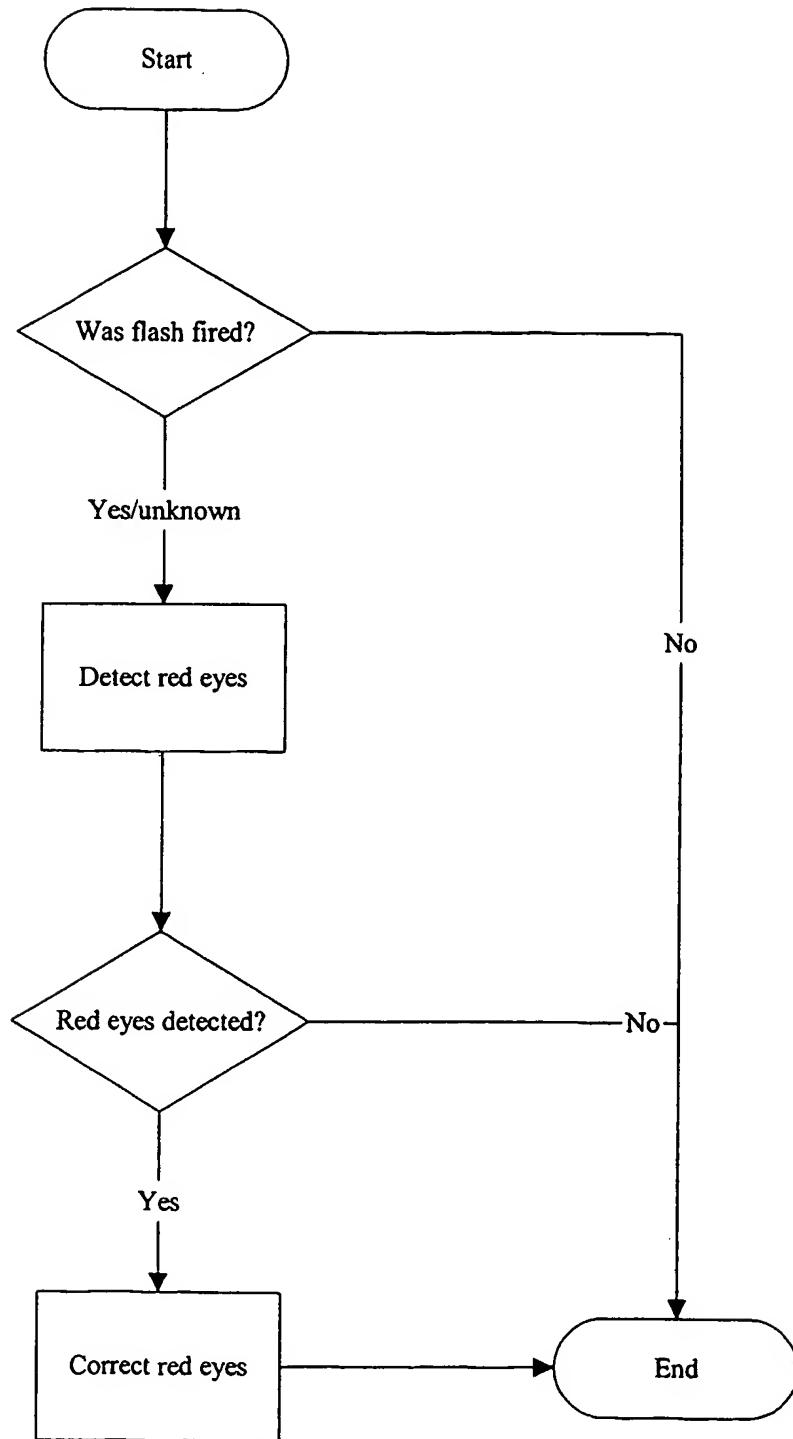 Start
Was flash fired?
Yes/unknown
Detect red eyes
No
Red eyes detected?
No
Yes
Correct red eyes
End